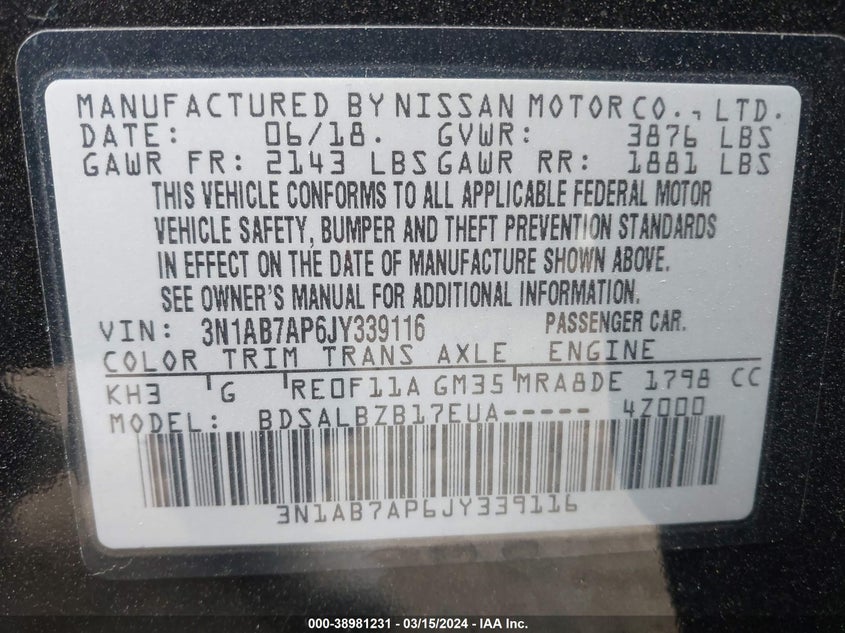 MANUFACTURED BY NISSAN MOTOR CO., LTD.
DATE: 06/18. GVWR: 3876 LBS
GAWR FR: 2143 LBS GAWR RR: 1881 LBS
THIS VEHICLE CONFORMS TO ALL APPLICABLE FEDERAL MOTOR
VEHICLE SAFETY, BUMPER AND THEFT PREVENTION STANDARDS
IN EFFECT ON THE DATE OF MANUFACTURE SHOWN ABOVE.
SEE OWNER'S MANUAL FOR ADDITIONAL INFORMATION.
VIN: 3N1AB7AP6JY339116 PASSENGER CAR.
COLOR TRIM TRANS AXLE ENGINE
KH3 G RE0F11A GM35 MRA8DE 1798 CC
MODEL: BDSALBZB17EUA----- 4Z000
3N1AB7AP6JY339116
000-38981231 - 03/15/2024 - IAA Inc.